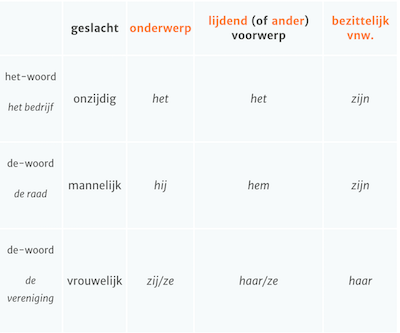 geslacht
onderwerp
lijdend (of ander)
voorwerp
bezittelijk
vnw.
het-woord
het bedrijf
onzijdig
het
het
zijn
de-woord
de raad
mannelijk
hij
hem
zijn
de-woord
de
vereniging
vrouwelijk
zij/ze
haar/ze
haar